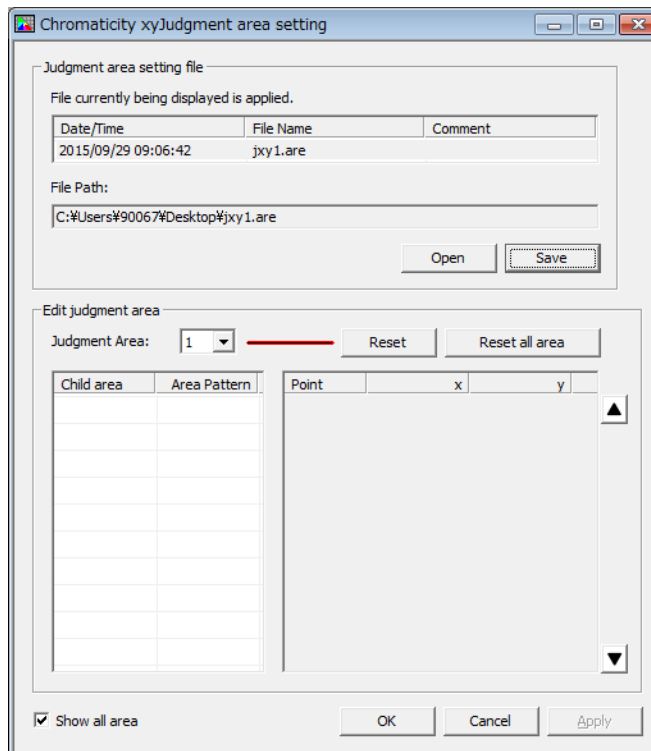 Chromaticity xyJudgment area setting
Judgment area setting file
File currently being displayed is applied.
Date/Time File Name Comment
2015/09/29 09:06:42 jxy1.are
File Path:
C:¥Users¥90067¥Desktop¥jxy1.are
Open Save
Edit judgment area
Judgment Area: 1 Reset Reset all area
Child area Area Pattern Point x y
Show all area OK Cancel Apply